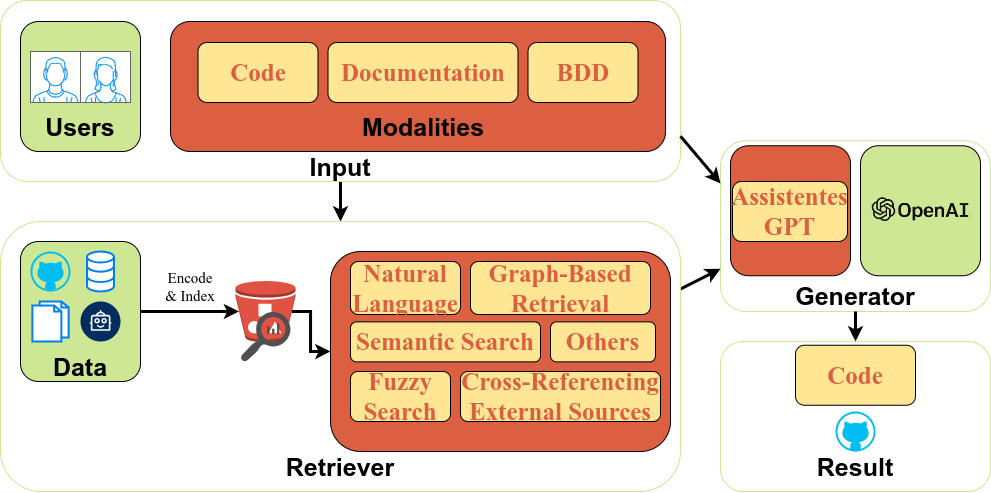 Users
Code
Documentation
BDD
Modalities
Input
Data
Encode
& Index
Natural
Language
Graph-Based
Retrieval
Semantic Search
Others
Fuzzy
Search
Cross-Referencing
External Sources
Retriever
Assistentes
GPT
OpenAI
Generator
Code
Result